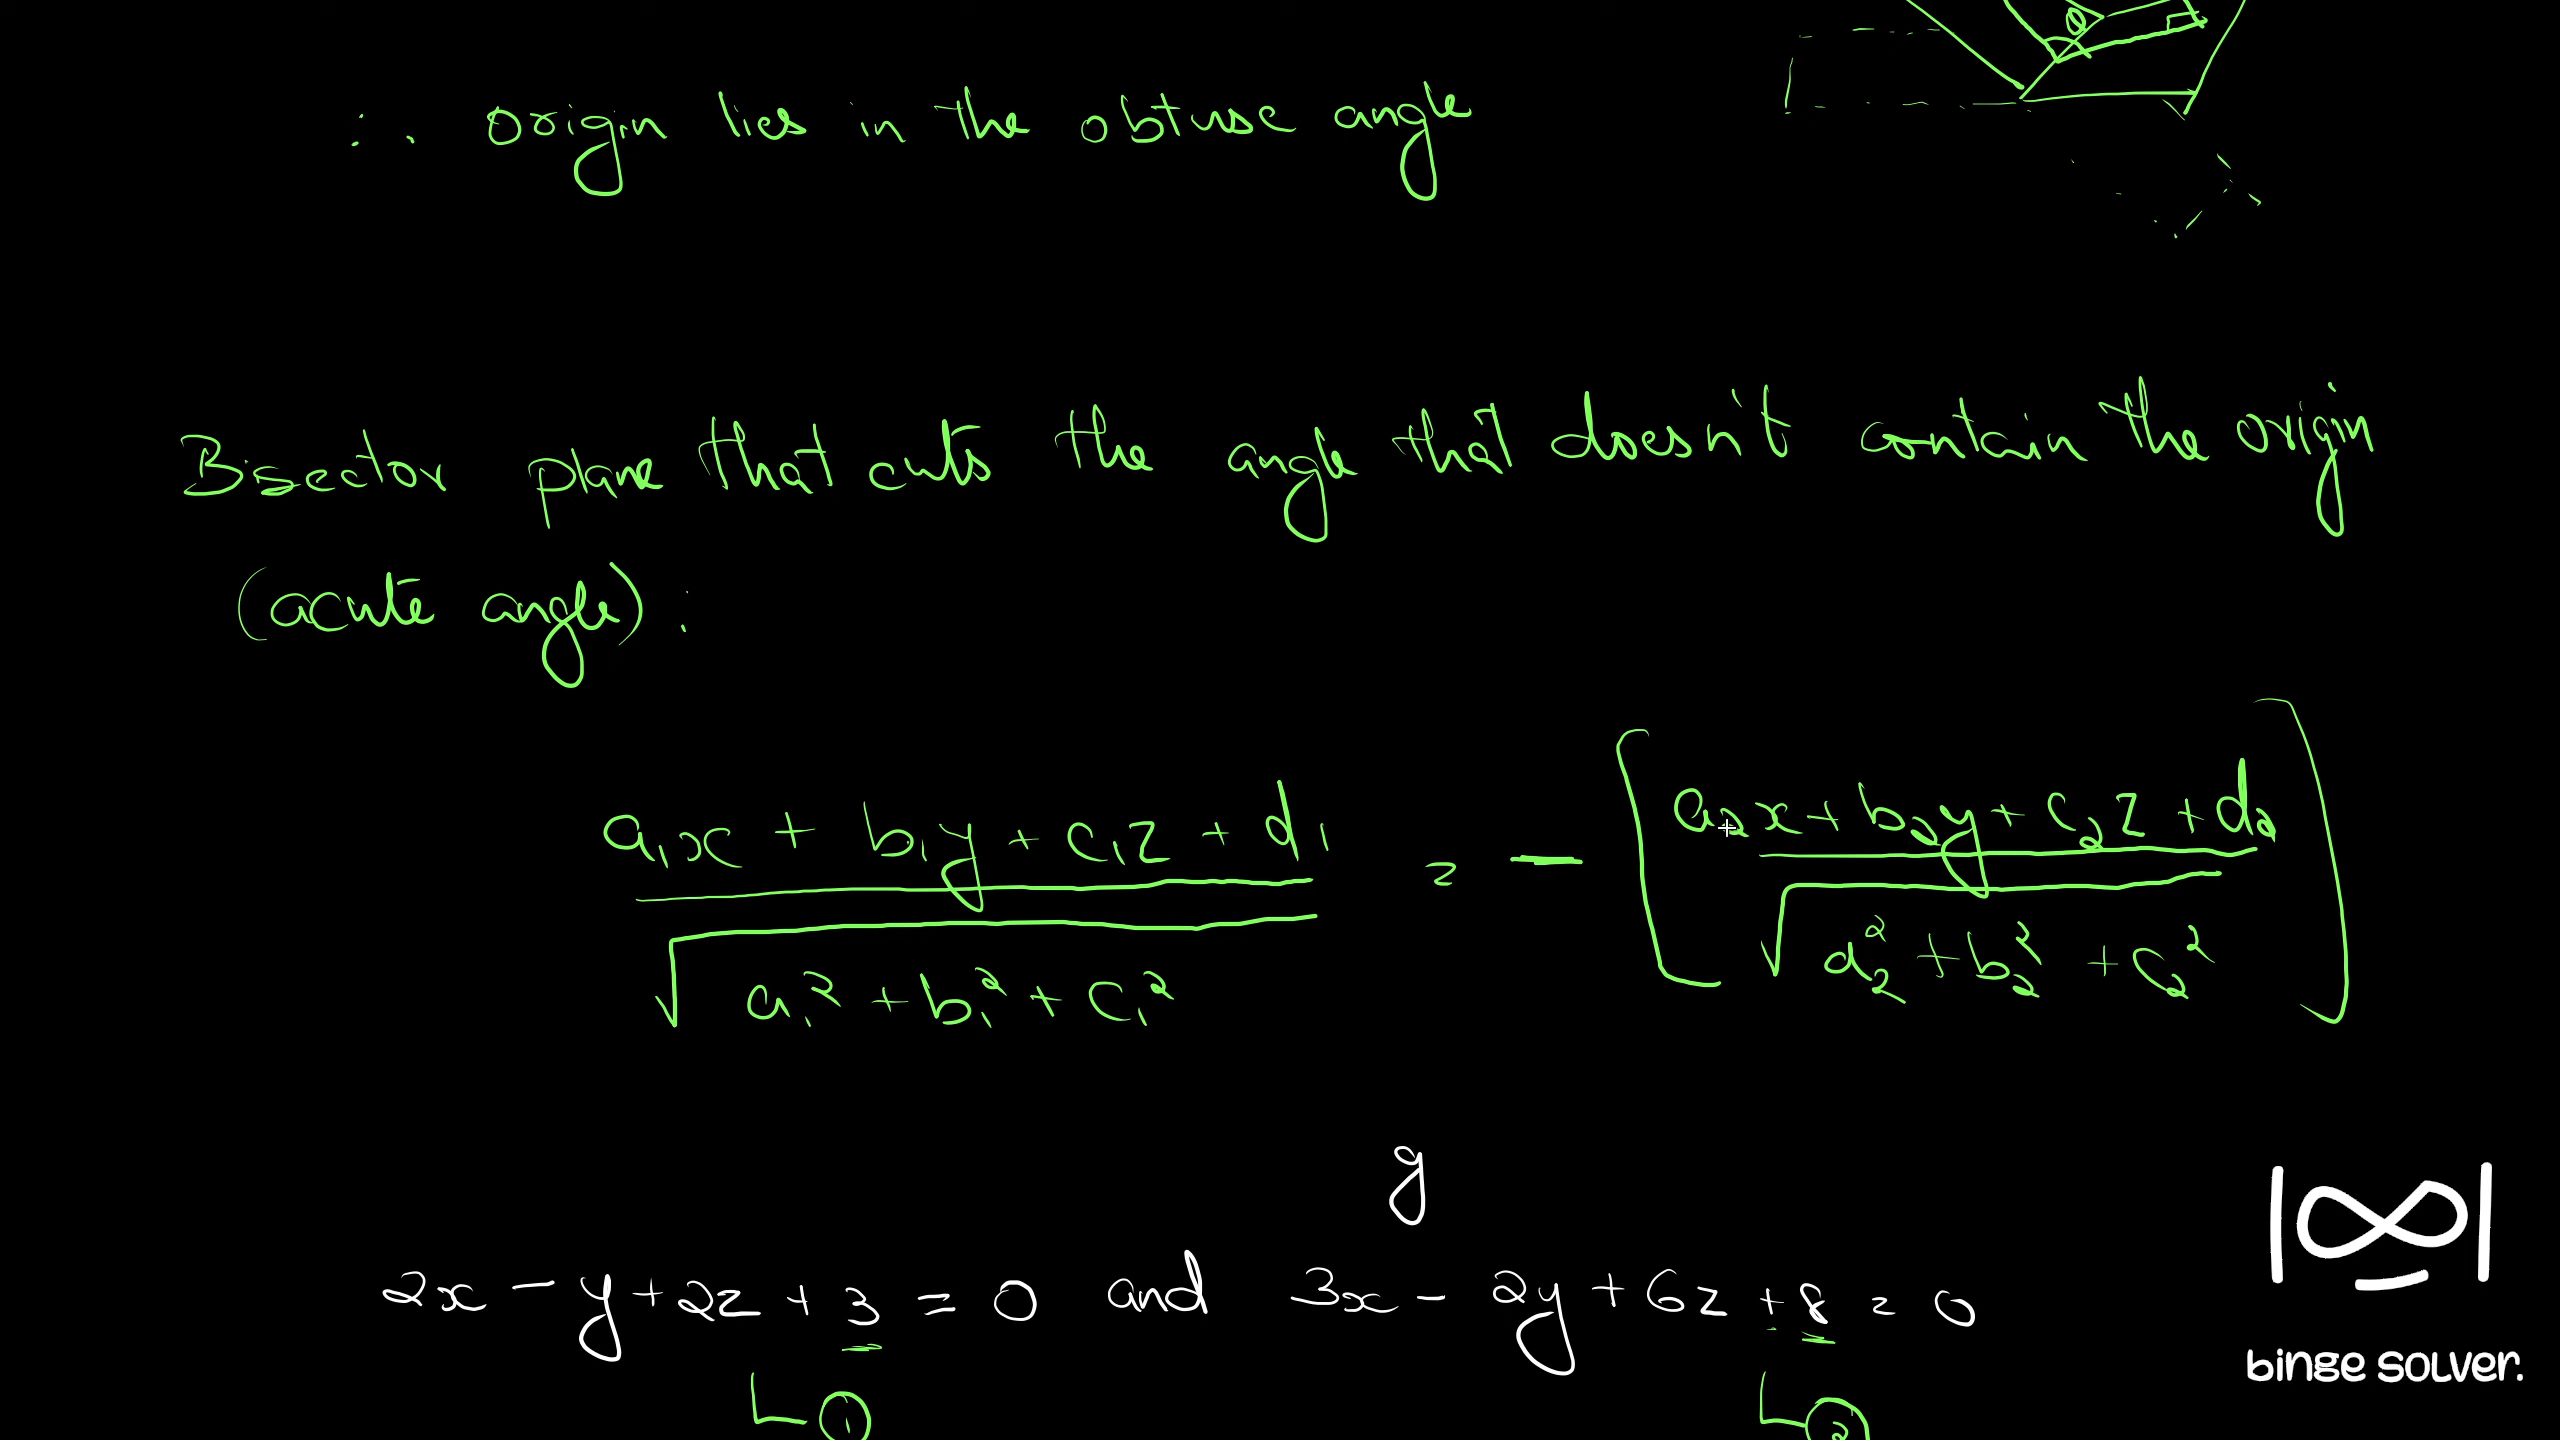 θ
∴ origin lies in the obtuse angle
Bisector plane that cuts the angle that doesn't contain the origin
(acute angle) :
a₁x + b₁y + c₁z + d₁ / √(a₁² + b₁² + c₁²) = - [ a₂x + b₂y + c₂z + d₂ / √(a₂² + b₂² + c₂²) ]
y
2x - y + 2z + 3 = 0 and 3x - 2y + 6z + 8 = 0
① ②
binge solver.